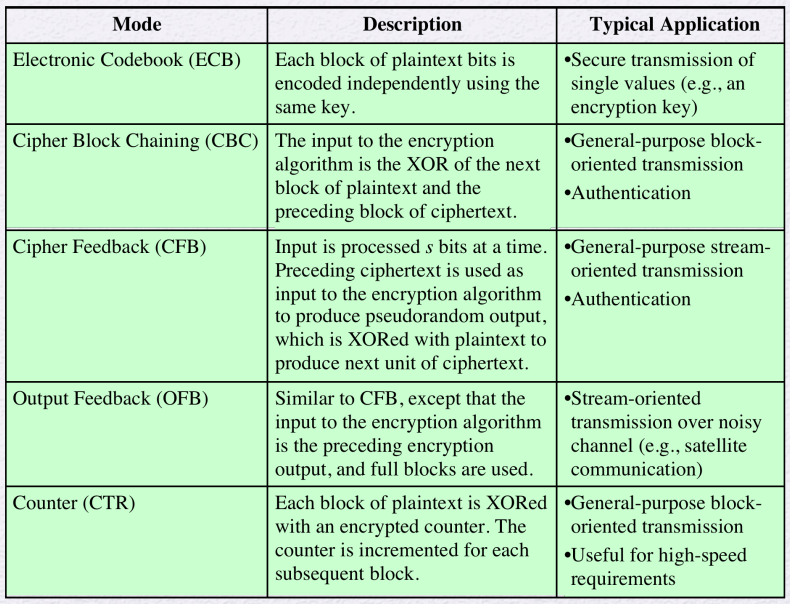 Mode
Description
Typical Application
Electronic Codebook (ECB)
Each block of plaintext bits is
encoded independently using the
same key.
•Secure transmission of
single values (e.g., an
encryption key)
Cipher Block Chaining (CBC)
The input to the encryption
algorithm is the XOR of the next
block of plaintext and the
preceding block of ciphertext.
•General-purpose block-
oriented transmission
•Authentication
Cipher Feedback (CFB)
Input is processed s bits at a time.
Preceding ciphertext is used as
input to the encryption algorithm
to produce pseudorandom output,
which is XORed with plaintext to
produce next unit of ciphertext.
•General-purpose stream-
oriented transmission
•Authentication
Output Feedback (OFB)
Similar to CFB, except that the
input to the encryption algorithm
is the preceding encryption
output, and full blocks are used.
•Stream-oriented
transmission over noisy
channel (e.g., satellite
communication)
Counter (CTR)
Each block of plaintext is XORed
with an encrypted counter. The
counter is incremented for each
subsequent block.
•General-purpose block-
oriented transmission
•Useful for high-speed
requirements